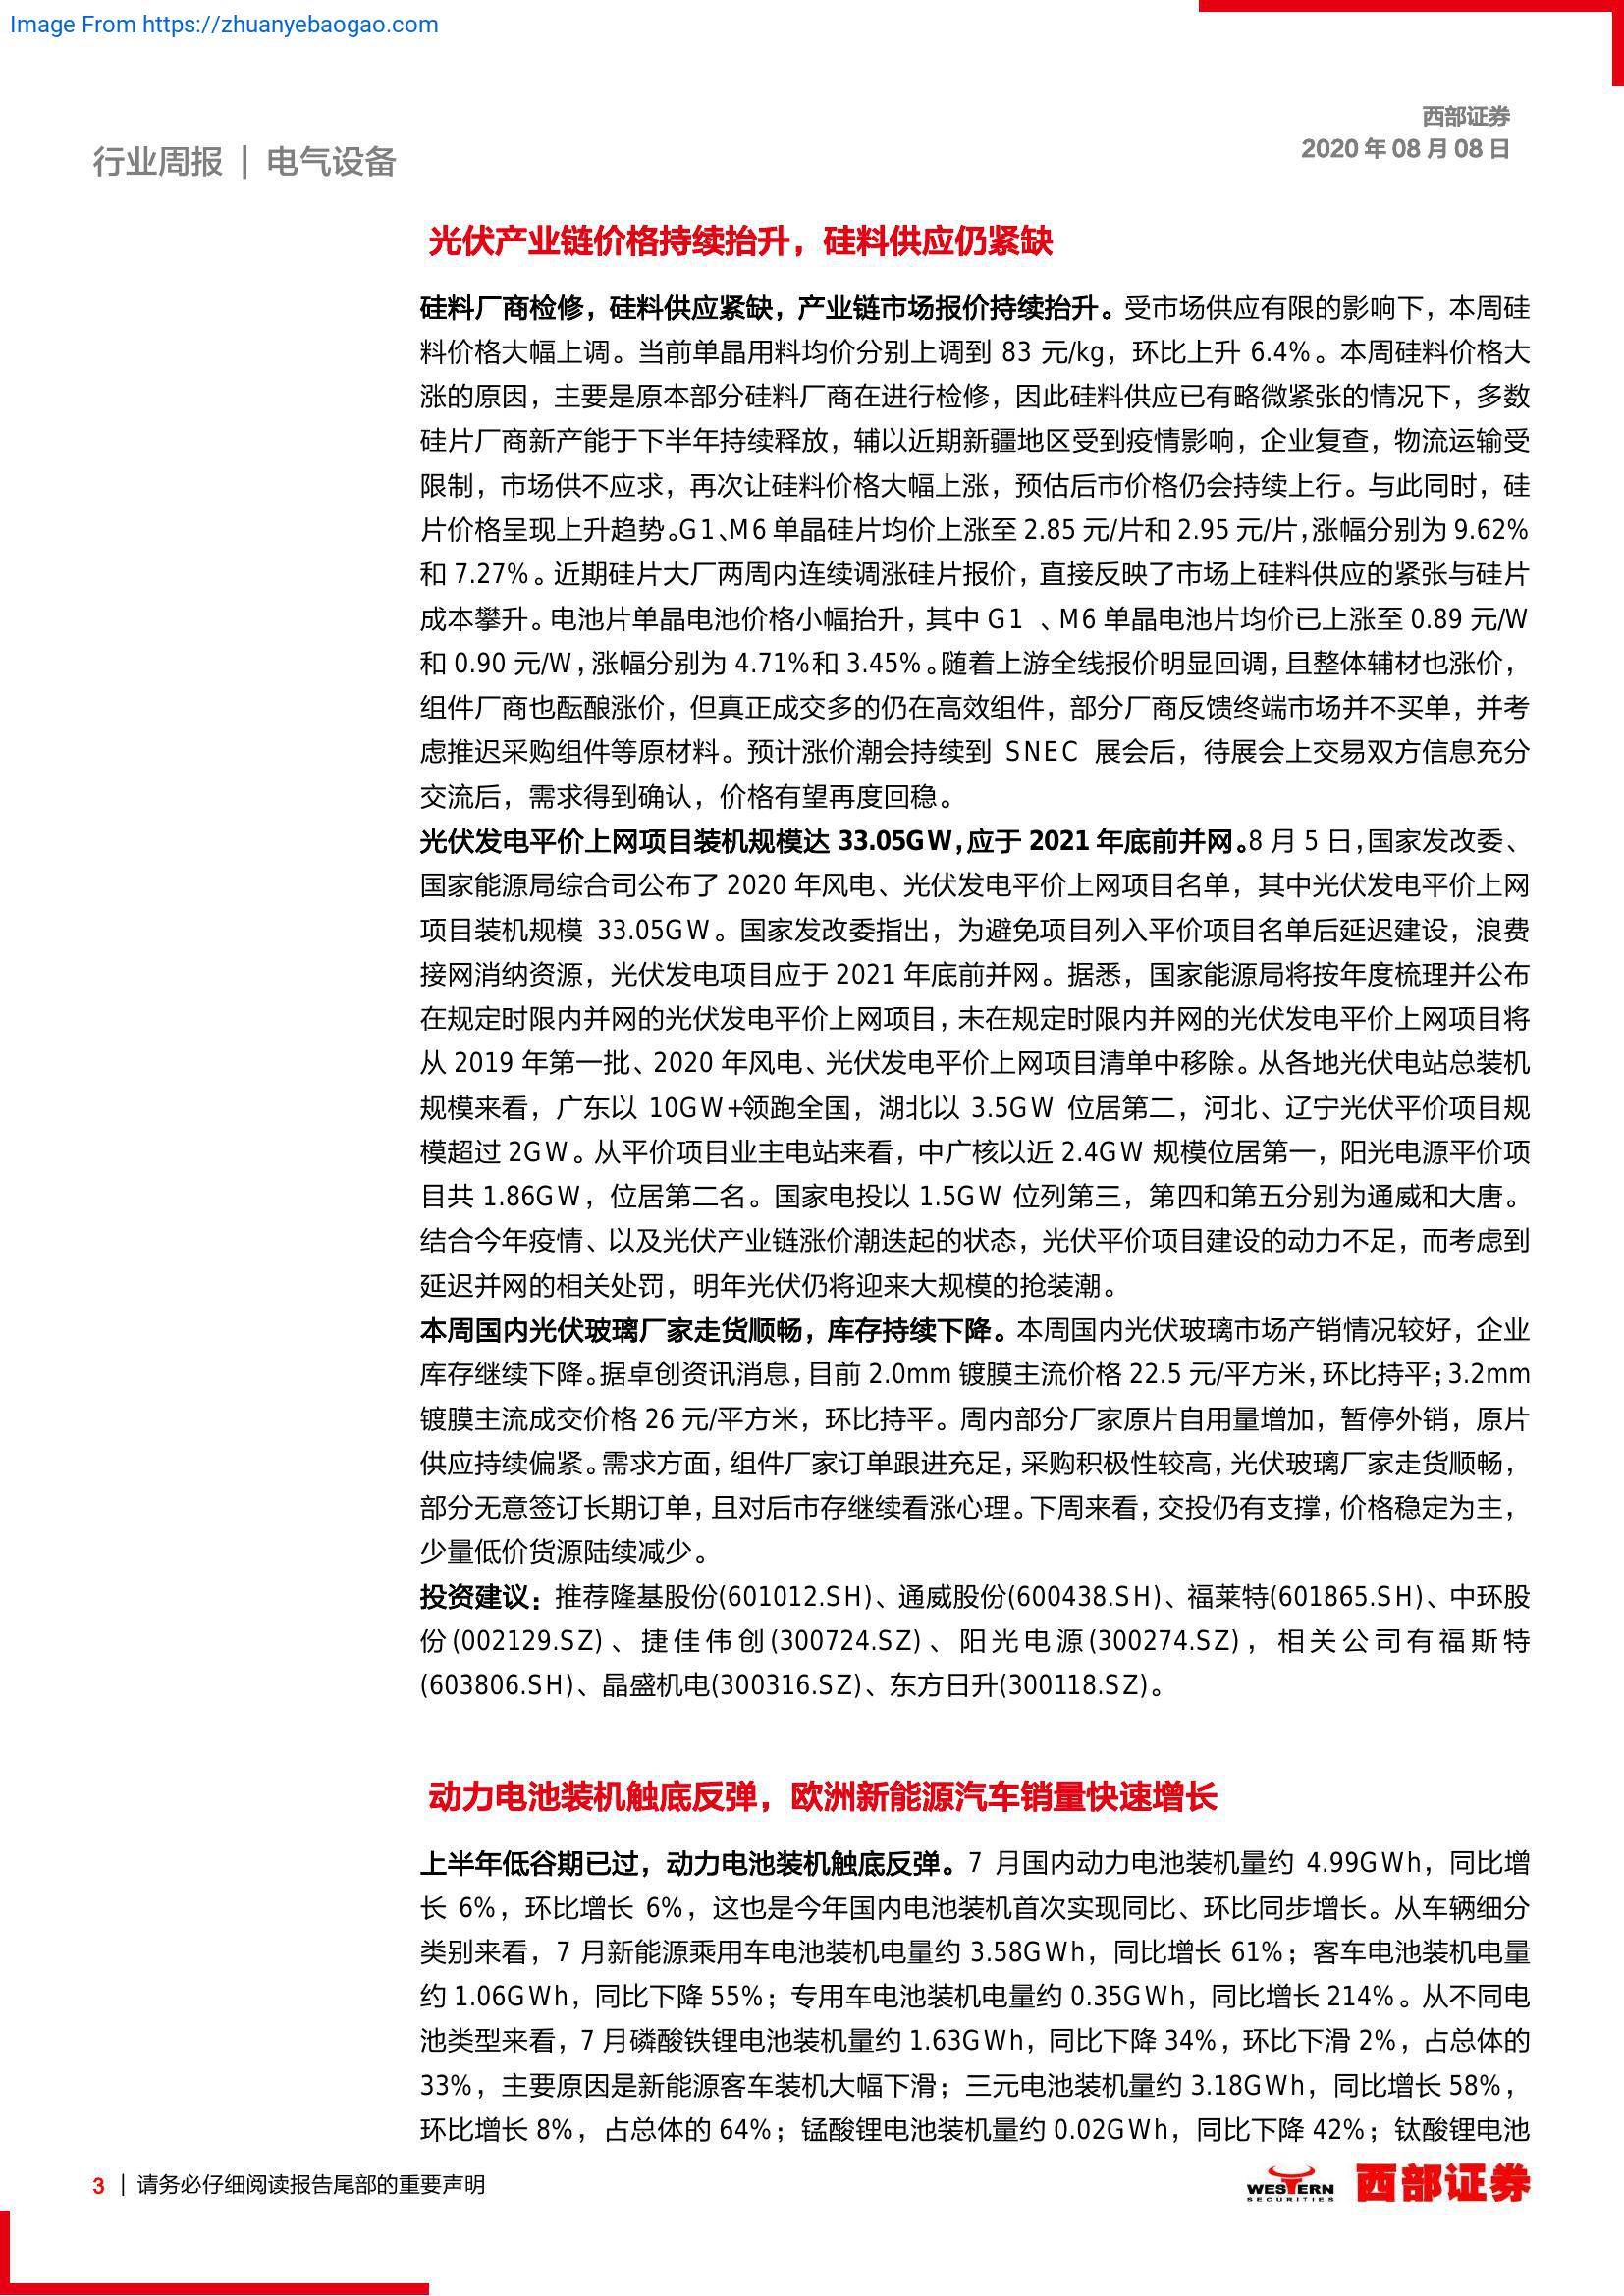 Image From https://zhuanyebaogao.com
西部证券
2020 年 08 月 08 日
行业周报 | 电气设备
光伏产业链价格持续抬升，硅料供应仍紧缺
硅料厂商检修，硅料供应紧缺，产业链市场报价持续抬升。受市场供应有限的影响下，本周硅
料价格大幅上调。当前单晶用料均价分别上调到 83 元/kg，环比上升 6.4%。本周硅料价格大
涨的原因，主要是原本部分硅料厂商在进行检修，因此硅料供应已有略微紧张的情况下，多数
硅片厂商新产能于下半年持续释放，辅以近期新疆地区受到疫情影响，企业复查，物流运输受
限制，市场供不应求，再次让硅料价格大幅上涨，预估后市价格仍会持续上行。与此同时，硅
片价格呈现上升趋势。G1、M6 单晶硅片均价上涨至 2.85 元/片和 2.95 元/片，涨幅分别为 9.62%
和 7.27%。近期硅片大厂两周内连续调涨硅片报价，直接反映了市场上硅料供应的紧张与硅片
成本攀升。电池片单晶电池价格小幅抬升，其中 G1 、M6 单晶电池片均价已上涨至 0.89 元/W
和 0.90 元/W，涨幅分别为 4.71%和 3.45%。随着上游全线报价明显回调，且整体辅材也涨价，
组件厂商也酝酿涨价，但真正成交多的仍在高效组件，部分厂商反馈终端市场并不买单，并考
虑推迟采购组件等原材料。预计涨价潮会持续到 SNEC 展会后，待展会上交易双方信息充分
交流后，需求得到确认，价格有望再度回稳。
光伏发电平价上网项目装机规模达 33.05GW，应于 2021 年底前并网。8 月 5 日，国家发改委、
国家能源局综合司公布了 2020 年风电、光伏发电平价上网项目名单，其中光伏发电平价上网
项目装机规模 33.05GW。国家发改委指出，为避免项目列入平价项目名单后延迟建设，浪费
接网消纳资源，光伏发电项目应于 2021 年底前并网。据悉，国家能源局将按年度梳理并公布
在规定时限内并网的光伏发电平价上网项目，未在规定时限内并网的光伏发电平价上网项目将
从 2019 年第一批、2020 年风电、光伏发电平价上网项目清单中移除。从各地光伏电站总装机
规模来看，广东以 10GW+领跑全国，湖北以 3.5GW 位居第二，河北、辽宁光伏平价项目规
模超过 2GW。从平价项目业主电站来看，中广核以近 2.4GW 规模位居第一，阳光电源平价项
目共 1.86GW，位居第二名。国家电投以 1.5GW 位列第三，第四和第五分别为通威和大唐。
结合今年疫情、以及光伏产业链涨价潮迭起的状态，光伏平价项目建设的动力不足，而考虑到
延迟并网的相关处罚，明年光伏仍将迎来大规模的抢装潮。
本周国内光伏玻璃厂家走货顺畅，库存持续下降。本周国内光伏玻璃市场产销情况较好，企业
库存继续下降。据卓创资讯消息，目前 2.0mm 镀膜主流价格 22.5 元/平方米，环比持平；3.2mm
镀膜主流成交价格 26 元/平方米，环比持平。周内部分厂家原片自用量增加，暂停外销，原片
供应持续偏紧。需求方面，组件厂家订单跟进充足，采购积极性较高，光伏玻璃厂家走货顺畅，
部分无意签订长期订单，且对后市存继续看涨心理。下周来看，交投仍有支撑，价格稳定为主，
少量低价货源陆续减少。
投资建议：推荐隆基股份(601012.SH)、通威股份(600438.SH)、福莱特(601865.SH)、中环股
份(002129.SZ)、捷佳伟创(300724.SZ)、阳光电源(300274.SZ)，相关公司有福斯特
(603806.SH)、晶盛机电(300316.SZ)、东方日升(300118.SZ)。
动力电池装机触底反弹，欧洲新能源汽车销量快速增长
上半年低谷期已过，动力电池装机触底反弹。7 月国内动力电池装机量约 4.99GWh，同比增
长 6%，环比增长 6%，这也是今年国内电池装机首次实现同比、环比同步增长。从车辆细分
类别来看，7 月新能源乘用车电池装机电量约 3.58GWh，同比增长 61%；客车电池装机电量
约 1.06GWh，同比下降 55%；专用车电池装机电量约 0.35GWh，同比增长 214%。从不同电
池类型来看，7 月磷酸铁锂电池装机量约 1.63GWh，同比下降 34%，环比下滑 2%，占总体的
33%，主要原因是新能源客车装机大幅下滑；三元电池装机量约 3.18GWh，同比增长 58%，
环比增长 8%，占总体的 64%；锰酸锂电池装机量约 0.02GWh，同比下降 42%；钛酸锂电池
3 | 请务必仔细阅读报告尾部的重要声明
WESTERN
SECURITIES
西部证券